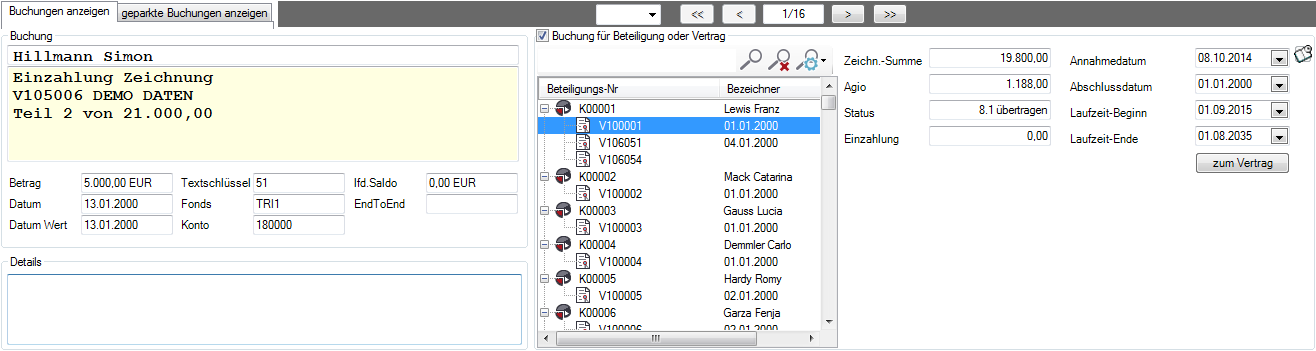 Buchungen anzeigen geparkte Buchungen anzeigen << < 1/16 > >>
Buchung
Hillmann Simon
Einzahlung Zeichnung
V105006 DEMO DATEN
Teil 2 von 21.000,00
Betrag 5.000,00 EUR Textschlüssel 51 lfd.Saldo 0,00 EUR
Datum 13.01.2000 Fonds TRI1 EndToEnd
Datum Wert 13.01.2000 Konto 180000
Details
Buchung für Beteiligung oder Vertrag
Beteiligungs-Nr Bezeichner
K00001 Lewis Franz
V100001 01.01.2000
V106051 04.01.2000
V106054
K00002 Mack Catarina
V100002 01.01.2000
K00003 Gauss Lucia
V100003 01.01.2000
K00004 Demmler Carlo
V100004 01.01.2000
K00005 Hardy Romy
V100005 02.01.2000
K00006 Garza Fenja
V100006 02.01.2000
Zeichn.-Summe 19.800,00 Annahmedatum 08.10.2014
Agio 1.188,00 Abschlussdatum 01.01.2000
Status 8.1 übertragen Laufzeit-Beginn 01.09.2015
Einzahlung 0,00 Laufzeit-Ende 01.08.2035
zum Vertrag